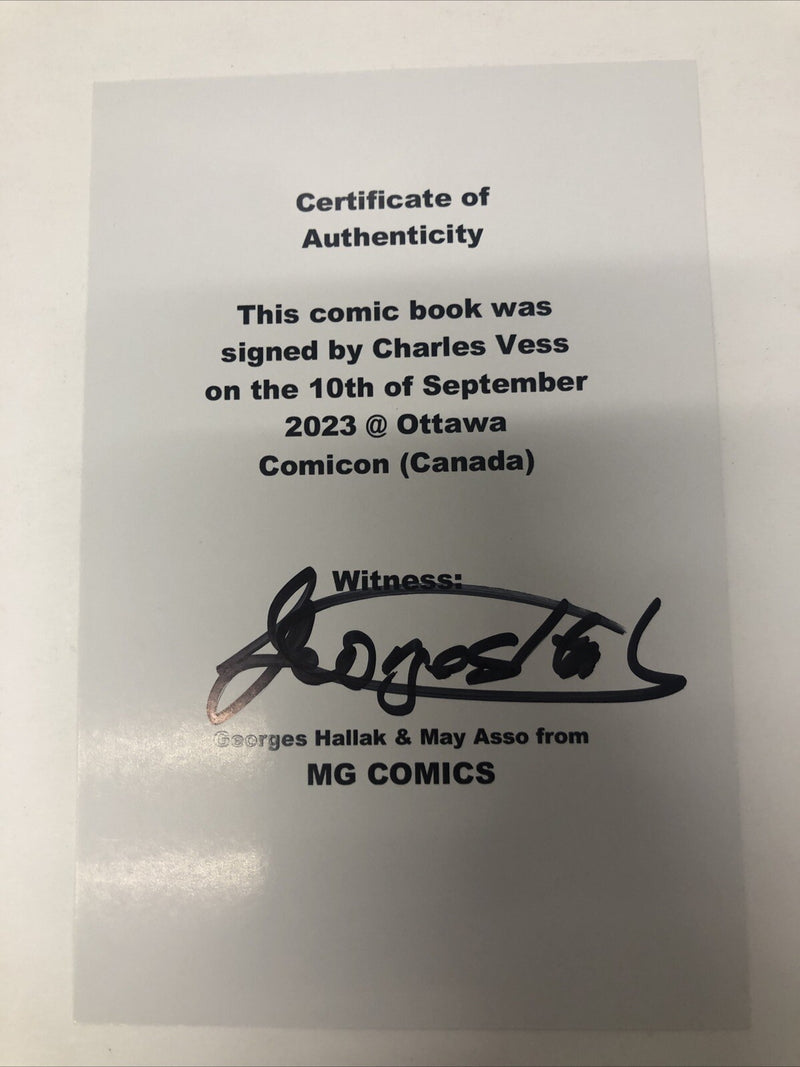 Certificate of
Authenticity
This comic book was
signed by Charles Vess
on the 10th of September
2023 @ Ottawa
Comicon (Canada)
Witness:
Georges Hallak & May Asso from
MG COMICS